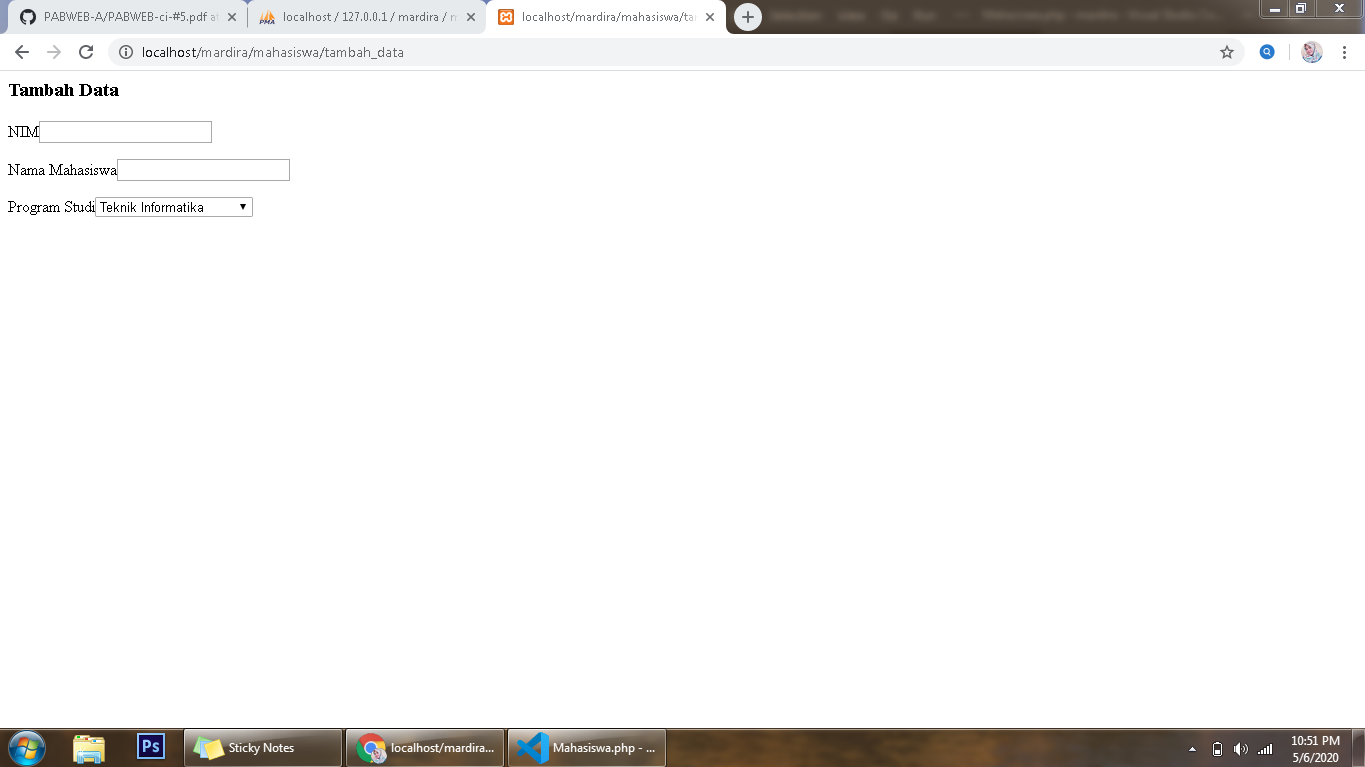 PABWEB-A/PABWEB-ci-#5.pdf at
localhost / 127.0.0.1 / mardira / m
localhost/mardira/mahasiswa/ta
localhost/mardira/mahasiswa/tambah_data
Tambah Data
NIM
Nama Mahasiswa
Program Studi Teknik Informatika
Sticky Notes
localhost/mardira...
Mahasiswa.php - ...
10:51 PM
5/6/2020
PMA
Ps